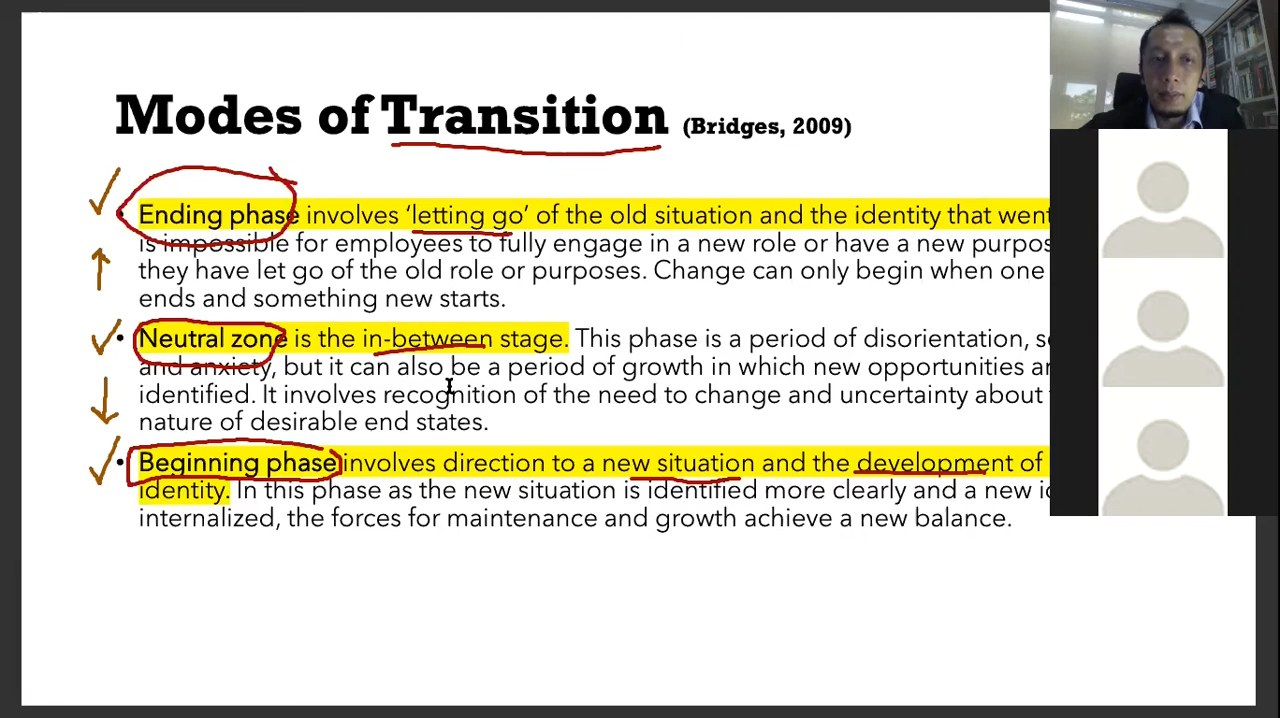 Modes of Transition (Bridges, 2009)
• Ending phase involves ‘letting go’ of the old situation and the identity that went
is impossible for employees to fully engage in a new role or have a new
they have let go of the old role or purposes. Change can only begin when one
ends and something new starts.
• Neutral zone is the in-between stage. This phase is a period of disorientation,
and anxiety, but it can also be a period of growth in which new opportunities
identified. It involves recognition of the need to change and uncertainty about
nature of desirable end states.
• Beginning phase involves direction to a new situation and the development of
identity. In this phase as the new situation is identified more clearly and a new
internalized, the forces for maintenance and growth achieve a new balance.